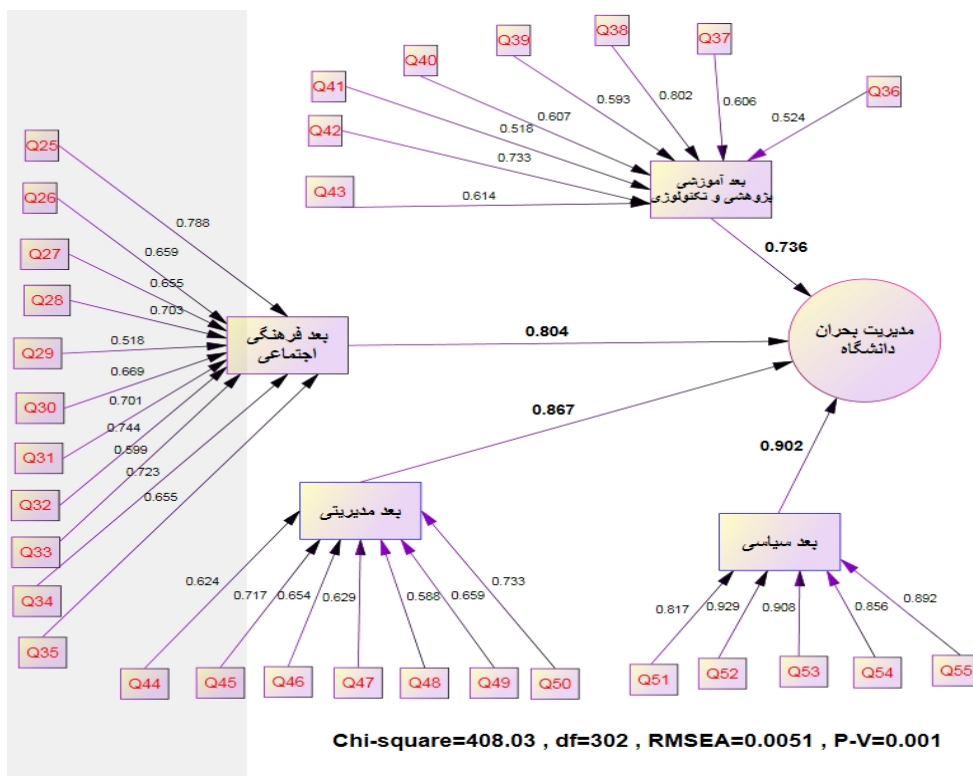 Q39
Q38
Q37
Q40
Q36
Q41
Q42
Q43
0.593
0.802
0.606
0.524
0.607
0.518
0.733
0.614
بعد آموزشی
پژوهشی و تکنولوژی
0.736
Q25
Q26
Q27
Q28
Q29
Q30
Q31
Q32
Q33
Q34
Q35
0.788
0.659
0.655
0.703
0.518
0.669
0.701
0.744
0.599
0.723
0.655
بعد فرهنگی
اجتماعی
0.804
مدیریت بحران
دانشگاه
0.867
0.902
بعد مدیریتی
0.624
0.717
0.654
0.629
0.588
0.659
0.733
Q44
Q45
Q46
Q47
Q48
Q49
Q50
بعد سیاسی
0.817
0.929
0.908
0.856
0.892
Q51
Q52
Q53
Q54
Q55
Chi-square=408.03 , df=302 , RMSEA=0.0051 , P-V=0.001